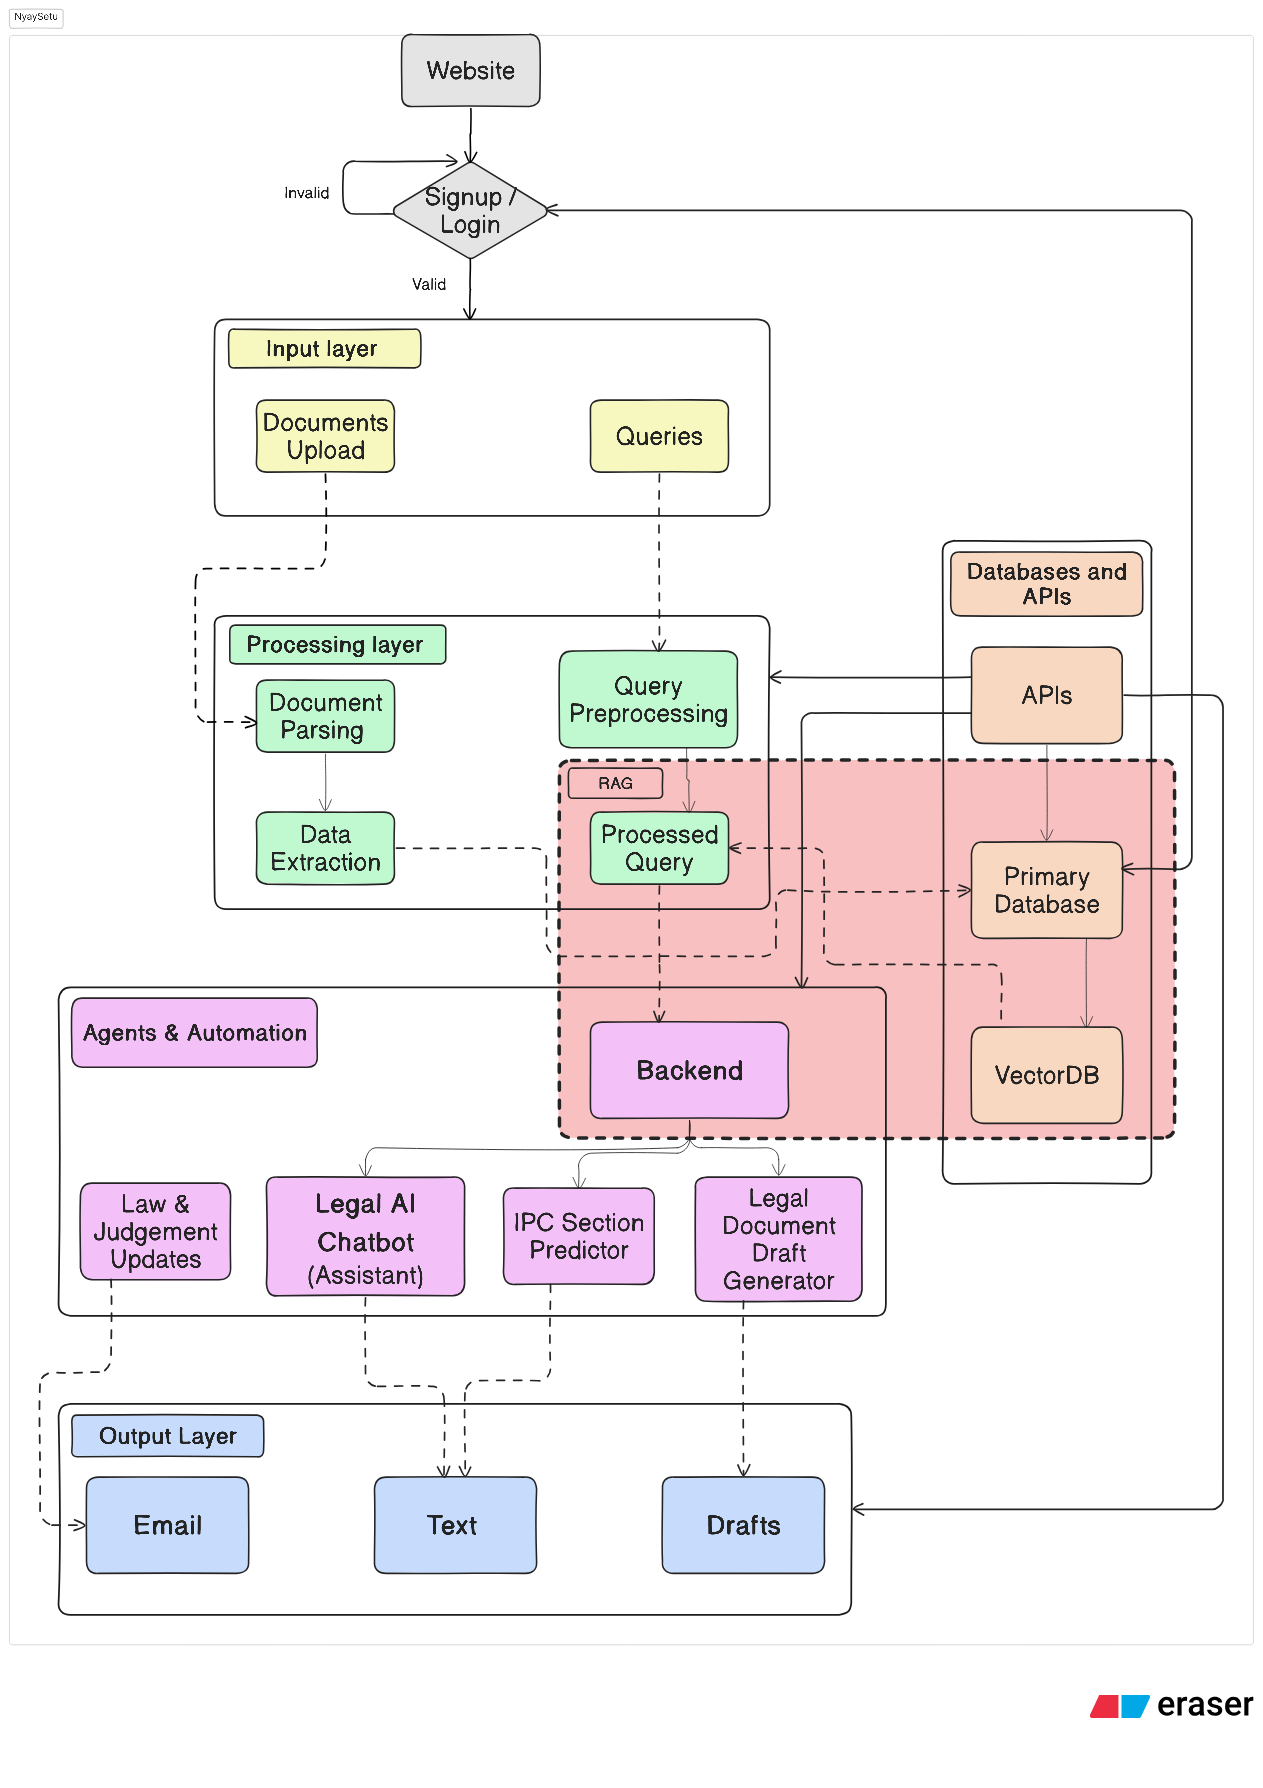 NyaySetu
Website
Invalid
Signup /
Login
Valid
Input layer
Documents
Upload
Queries
Databases and
APIs
Processing layer
Document
Parsing
Query
Preprocessing
APIs
RAG
Data
Extraction
Processed
Query
Primary
Database
Agents & Automation
Backend
VectorDB
Law &
Judgement
Updates
Legal AI
Chatbot
(Assistant)
IPC Section
Predictor
Legal
Document
Draft
Generator
Output Layer
Email
Text
Drafts
eraser